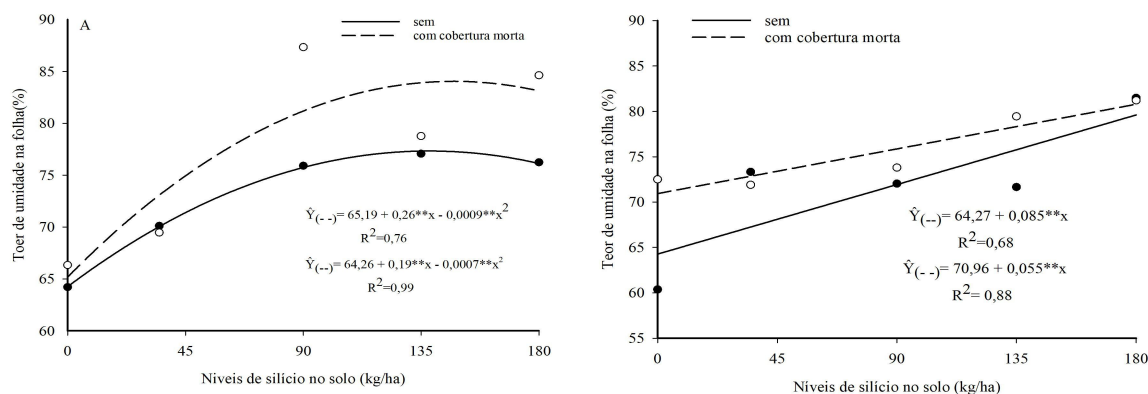 A
sem
com cobertura morta
Toer de umidade na folha(%)
90
85
80
75
70
65
60
Ŷ(- -)= 65,19 + 0,26**x - 0,0009**x²
R²=0,76
Ŷ(--)= 64,26 + 0,19**x - 0,0007**x²
R²=0,99
0 45 90 135 180
Níveis de silício no solo (kg/ha)
sem
com cobertura morta
Teor de umidade na folha (%)
90
85
80
75
70
65
60
55
Ŷ(--)= 64,27 + 0,085**x
R²=0,68
Ŷ(- -)= 70,96 + 0,055**x
R²= 0,88
0 45 90 135 180
Níveis de silício no solo (kg/ha)